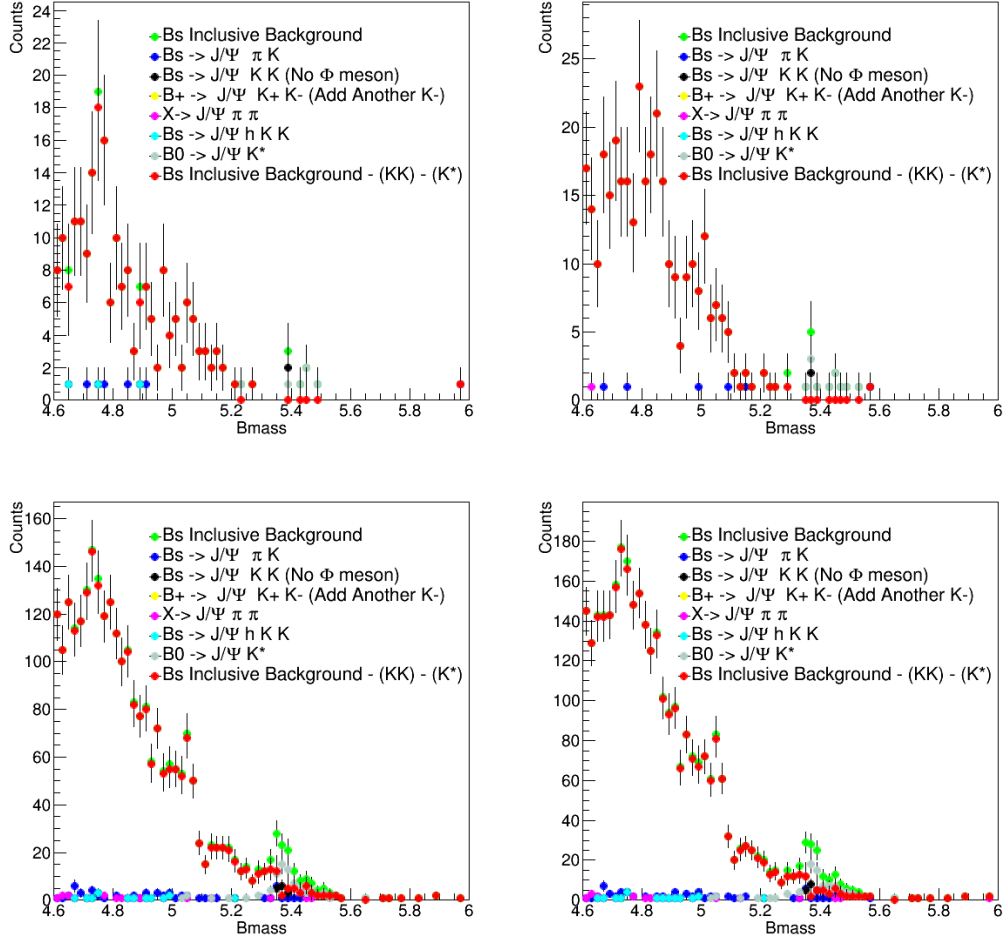 Counts
24
22
20
18
16
14
12
10
8
6
4
2
0
Bs Inclusive Background
Bs -> J/Ψ π K
Bs -> J/Ψ K K (No Φ meson)
B+ -> J/Ψ K+ K- (Add Another K-)
X-> J/Ψ π π
Bs -> J/Ψ h K K
B0 -> J/Ψ K*
Bs Inclusive Background - (KK) - (K*)
4.6 4.8 5 5.2 5.4 5.6 5.8 6
Bmass
Counts
25
20
15
10
5
0
Bs Inclusive Background
Bs -> J/Ψ π K
Bs -> J/Ψ K K (No Φ meson)
B+ -> J/Ψ K+ K- (Add Another K-)
X-> J/Ψ π π
Bs -> J/Ψ h K K
B0 -> J/Ψ K*
Bs Inclusive Background - (KK) - (K*)
4.6 4.8 5 5.2 5.4 5.6 5.8 6
Bmass
Counts
160
140
120
100
80
60
40
20
0
Bs Inclusive Background
Bs -> J/Ψ π K
Bs -> J/Ψ K K (No Φ meson)
B+ -> J/Ψ K+ K- (Add Another K-)
X-> J/Ψ π π
Bs -> J/Ψ h K K
B0 -> J/Ψ K*
Bs Inclusive Background - (KK) - (K*)
4.6 4.8 5 5.2 5.4 5.6 5.8 6
Bmass
Counts
180
160
140
120
100
80
60
40
20
0
Bs Inclusive Background
Bs -> J/Ψ π K
Bs -> J/Ψ K K (No Φ meson)
B+ -> J/Ψ K+ K- (Add Another K-)
X-> J/Ψ π π
Bs -> J/Ψ h K K
B0 -> J/Ψ K*
Bs Inclusive Background - (KK) - (K*)
4.6 4.8 5 5.2 5.4 5.6 5.8 6
Bmass